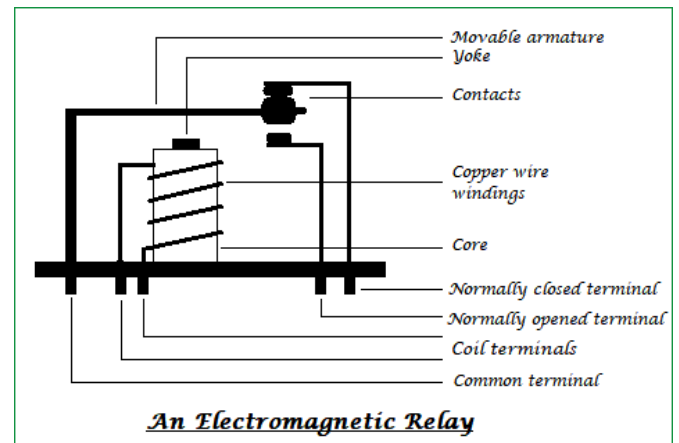 Movable armature
Yoke
Contacts
Copper wire
windings
Core
Normally closed terminal
Normally opened terminal
Coil terminals
Common terminal
An Electromagnetic Relay